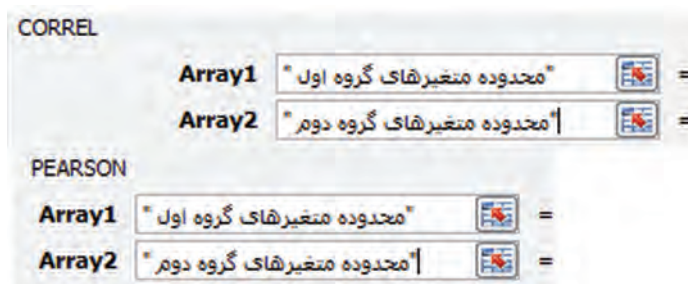 CORREL
Array1 "محدوده متغیرهای گروه اول" =
Array2 "محدوده متغیرهای گروه دوم" =
PEARSON
Array1 "محدوده متغیرهای گروه اول" =
Array2 "محدوده متغیرهای گروه دوم" =